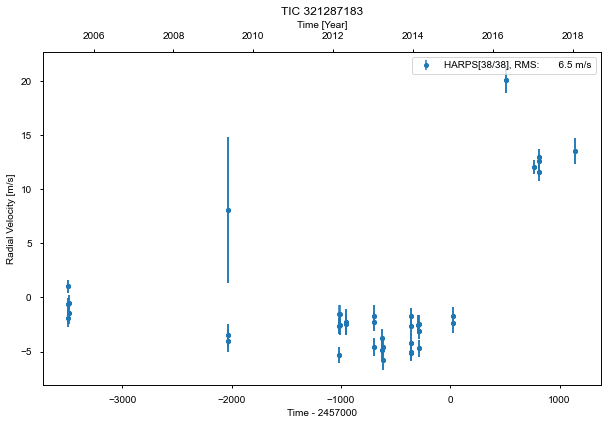 TIC 321287183
Time [Year]
2006 2008 2010 2012 2014 2016 2018
HARPS[38/38], RMS: 6.5 m/s
20
15
10
5
0
−5
Radial Velocity [m/s]
−3000 −2000 −1000 0 1000
Time - 2457000